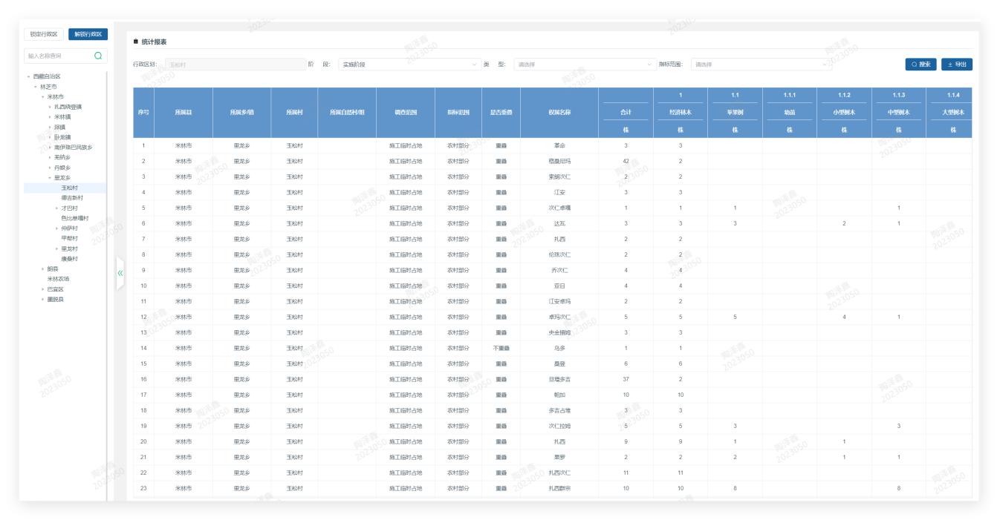 锁定行政区 解锁行政区
输入名称查询
西藏自治区
林芝市
米林市
扎西绕登镇
米林镇
派镇
卧龙镇
南伊珞巴民族乡
羌纳乡
丹娘乡
里龙乡
玉松村
德吉新村
才巴村
色比单嘎村
仲萨村
甲帮村
里龙村
康桑村
朗县
米林农场
巴宜区
墨脱县
统计报表
行政区划: 玉松村 阶 段: 实施阶段 类 型: 请选择 指标范围: 请选择 搜索 导出
1 1.1 1.1.1 1.1.2 1.1.3 1.1.4
序号 所属县 所属乡/镇 所属村 所属自然村/组 调查范围 指标范围 是否重叠 权属名称 合计 经济林木 苹果树 幼苗 小型树木 中型树木 大型树木
株 株 株 株 株 株 株
1 米林市 里龙乡 玉松村 施工临时占地 农村部分 重叠 革命 3 3
2 米林市 里龙乡 玉松村 施工临时占地 农村部分 重叠 格桑尼玛 42 2
3 米林市 里龙乡 玉松村 施工临时占地 农村部分 重叠 索朗次仁 2 2
4 米林市 里龙乡 玉松村 施工临时占地 农村部分 重叠 江安 3 3
5 米林市 里龙乡 玉松村 施工临时占地 农村部分 重叠 次仁卓嘎 1 1 1 1
6 米林市 里龙乡 玉松村 施工临时占地 农村部分 重叠 达瓦 3 3 3 2 1
7 米林市 里龙乡 玉松村 施工临时占地 农村部分 重叠 扎西 2 2
8 米林市 里龙乡 玉松村 施工临时占地 农村部分 重叠 伦珠次仁 2 2
9 米林市 里龙乡 玉松村 施工临时占地 农村部分 重叠 乔次仁 4 4
10 米林市 里龙乡 玉松村 施工临时占地 农村部分 重叠 亚日 4 4
11 米林市 里龙乡 玉松村 施工临时占地 农村部分 重叠 江安卓玛 2 2
12 米林市 里龙乡 玉松村 施工临时占地 农村部分 重叠 卓玛次仁 5 5 5 4 1
13 米林市 里龙乡 玉松村 施工临时占地 农村部分 重叠 央金措姆 3 3
14 米林市 里龙乡 玉松村 施工临时占地 农村部分 不重叠 乌多 1 1
15 米林市 里龙乡 玉松村 施工临时占地 农村部分 重叠 桑登 6 6
16 米林市 里龙乡 玉松村 施工临时占地 农村部分 重叠 旦增多吉 37 2
17 米林市 里龙乡 玉松村 施工临时占地 农村部分 重叠 帕加 10 10
18 米林市 里龙乡 玉松村 施工临时占地 农村部分 重叠 多吉占堆 3 3
19 米林市 里龙乡 玉松村 施工临时占地 农村部分 重叠 次仁拉姆 5 5 3 3
20 米林市 里龙乡 玉松村 施工临时占地 农村部分 重叠 扎西 9 9 1 1
21 米林市 里龙乡 玉松村 施工临时占地 农村部分 重叠 果罗 2 2 2 1 1
22 米林市 里龙乡 玉松村 施工临时占地 农村部分 重叠 扎西次仁 11 11
23 米林市 里龙乡 玉松村 施工临时占地 农村部分 重叠 扎西群宗 10 10 8 8
陶泽鑫
2023050